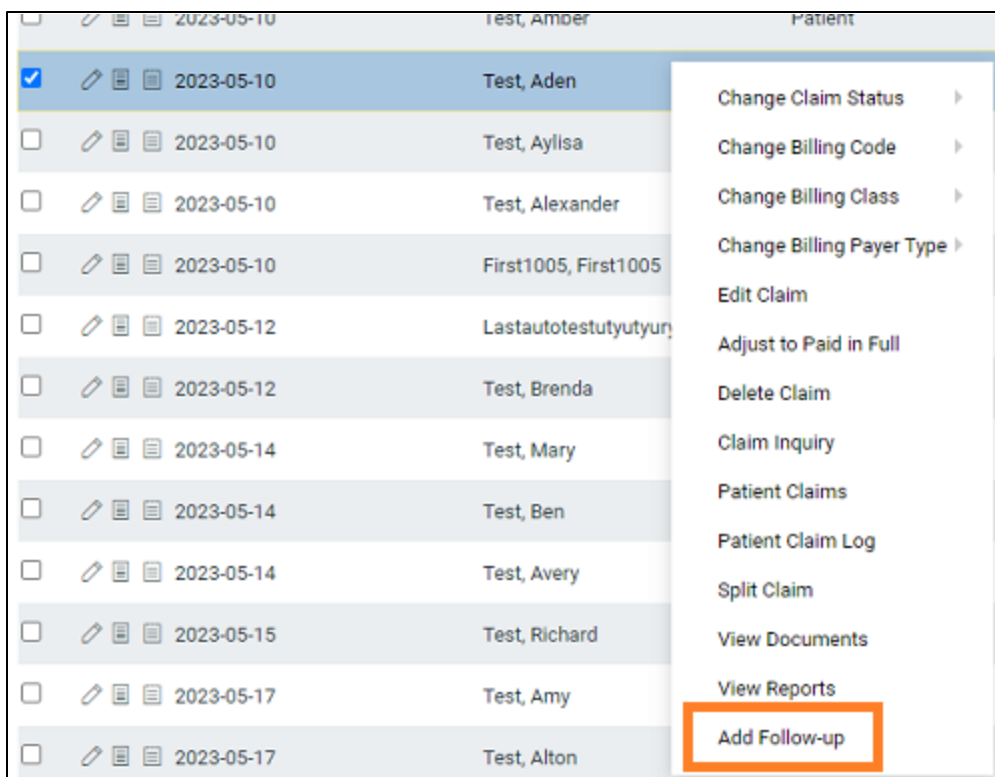 2023-05-10 Test, Amber Patient
2023-05-10 Test, Aden
2023-05-10 Test, Aylisa
2023-05-10 Test, Alexander
2023-05-10 First1005, First1005
2023-05-12 Lastautotestutyutyury
2023-05-12 Test, Brenda
2023-05-14 Test, Mary
2023-05-14 Test, Ben
2023-05-14 Test, Avery
2023-05-15 Test, Richard
2023-05-17 Test, Amy
2023-05-17 Test, Alton
Change Claim Status
Change Billing Code
Change Billing Class
Change Billing Payer Type
Edit Claim
Adjust to Paid in Full
Delete Claim
Claim Inquiry
Patient Claims
Patient Claim Log
Split Claim
View Documents
View Reports
Add Follow-up